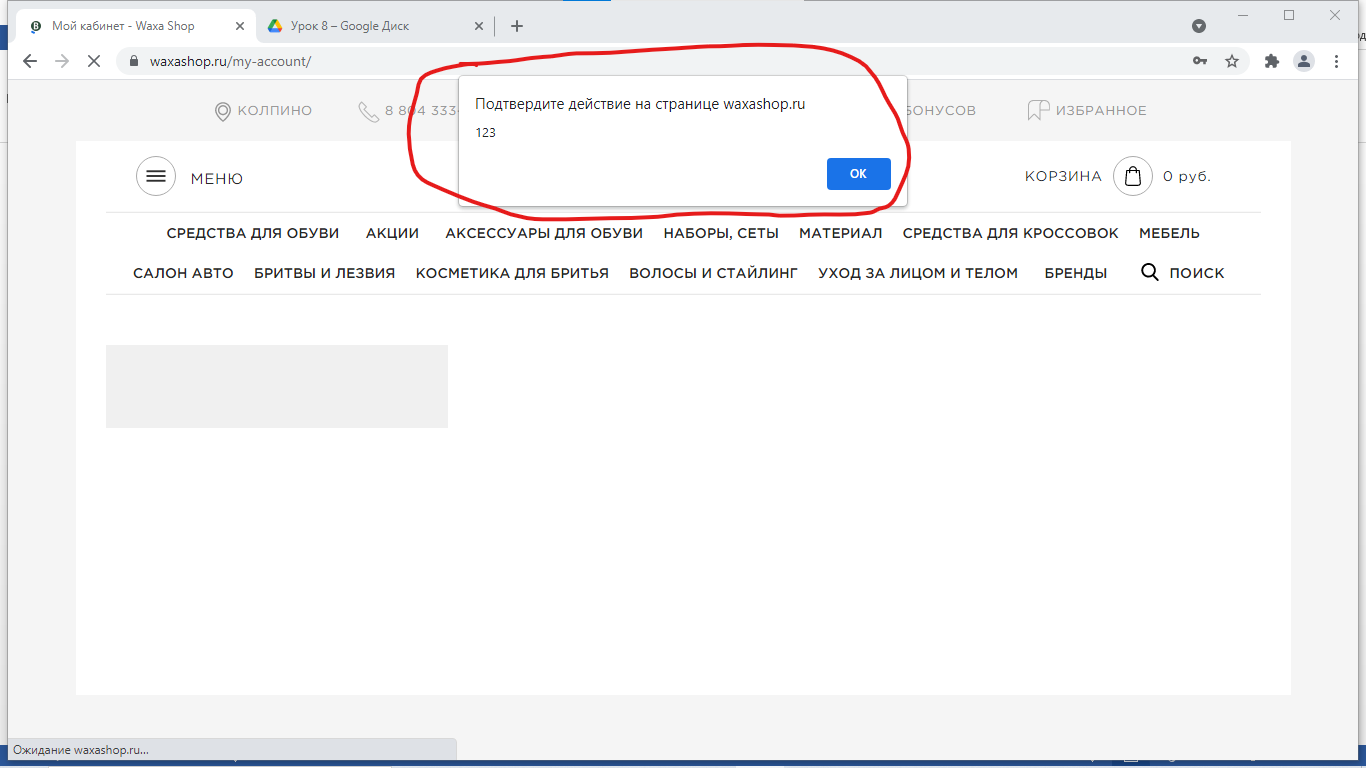 Мой кабинет - Waxa Shop
Урок 8 – Google Диск
waxashop.ru/my-account/
КОЛПИНО
8 804 333-
БОНУСОВ
ИЗБРАННОЕ
Подтвердите действие на странице waxashop.ru
123
ОК
МЕНЮ
КОРЗИНА
0 руб.
СРЕДСТВА ДЛЯ ОБУВИ АКЦИИ АКСЕССУАРЫ ДЛЯ ОБУВИ НАБОРЫ, СЕТЫ МАТЕРИАЛ СРЕДСТВА ДЛЯ КРОССОВОК МЕБЕЛЬ
САЛОН АВТО БРИТВЫ И ЛЕЗВИЯ КОСМЕТИКА ДЛЯ БРИТЬЯ ВОЛОСЫ И СТАЙЛИНГ УХОД ЗА ЛИЦОМ И ТЕЛОМ БРЕНДЫ ПОИСК
Ожидание waxashop.ru...